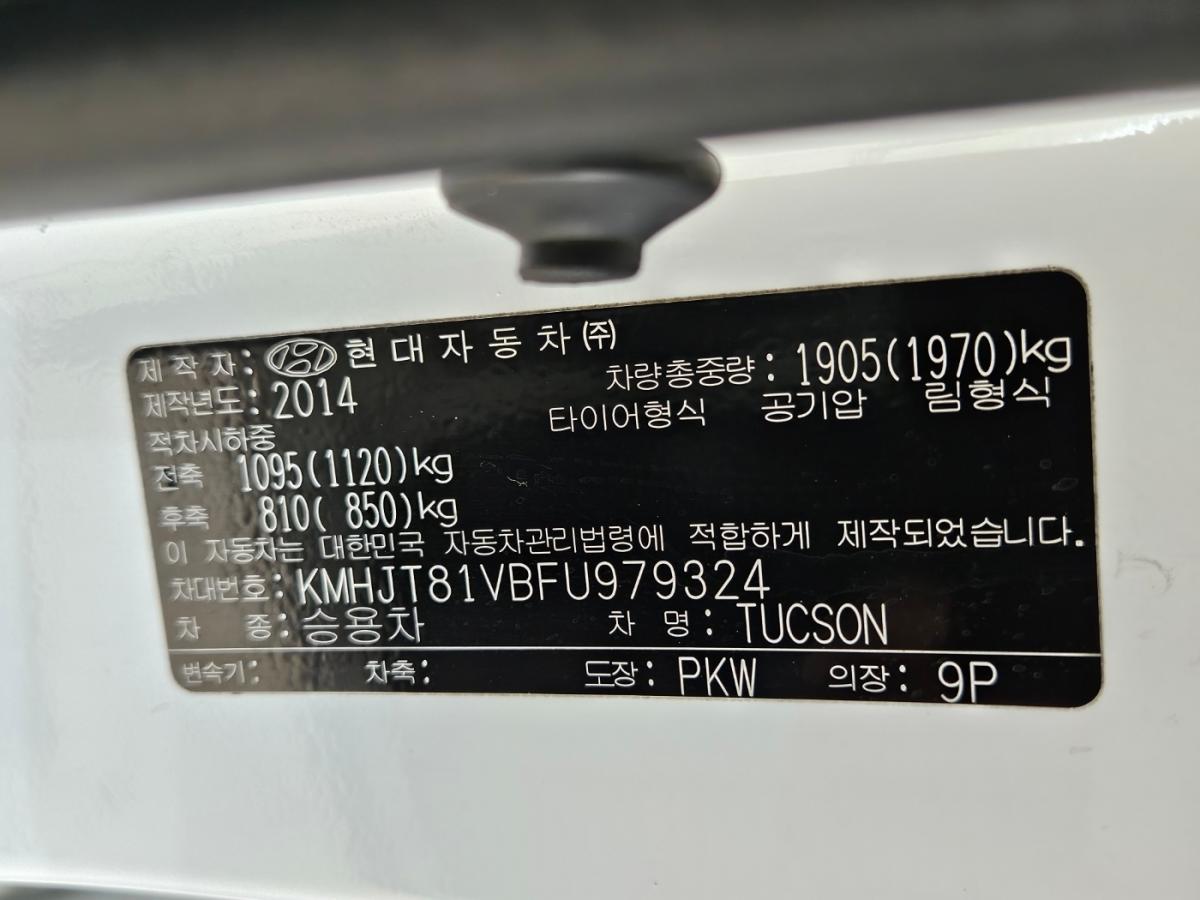 제 작 자: 현 대 자 동 차 ㈜
제작년도: 2014 차량총중량: 1905(1970)kg
타이어형식 공기압 림형식
적차시하중
전축 1095(1120)kg
후축 810( 850)kg
이 자동차는 대한민국 자동차관리법령에 적합하게 제작되었습니다.
차대번호: KMHJT81VBFU979324
차 종: 승용차 차 명: TUCSON
변속기: 차축: 도장: PKW 의장: 9P